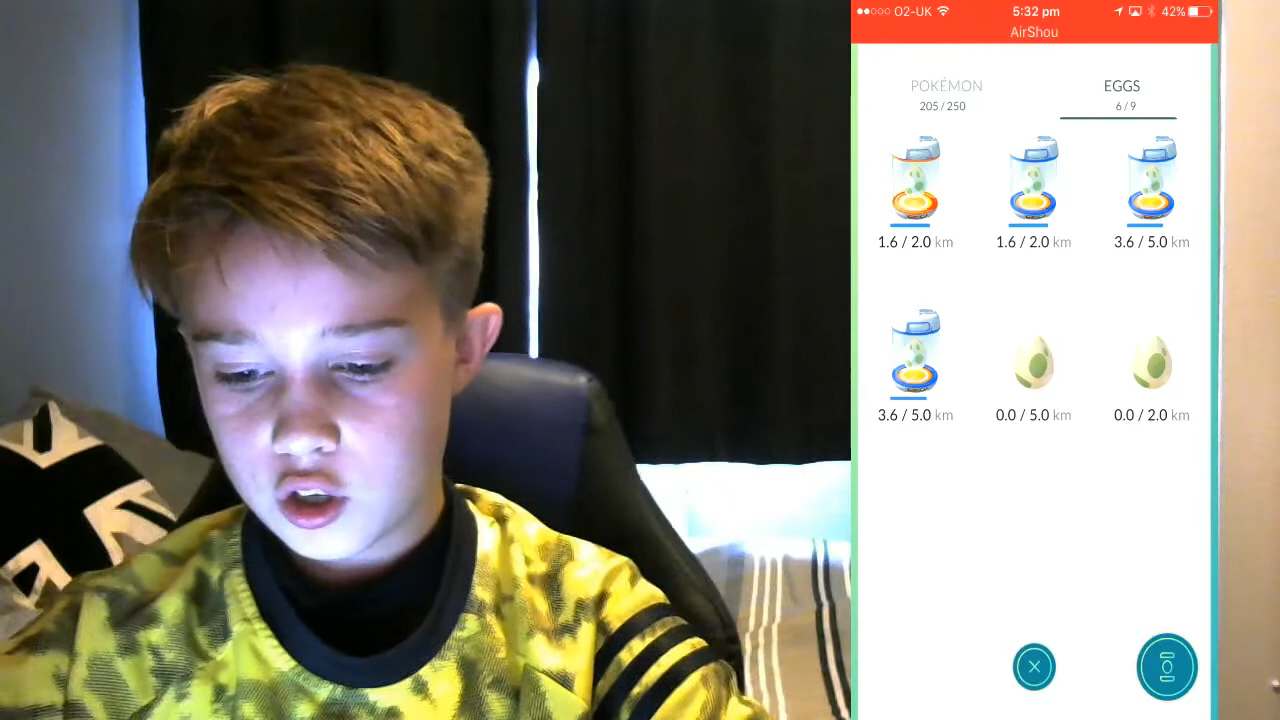 O2-UK 5:32 pm 42%
AirShou
POKÉMON EGGS
205 / 250 6 / 9
1.6 / 2.0 km 1.6 / 2.0 km 3.6 / 5.0 km
3.6 / 5.0 km 0.0 / 5.0 km 0.0 / 2.0 km